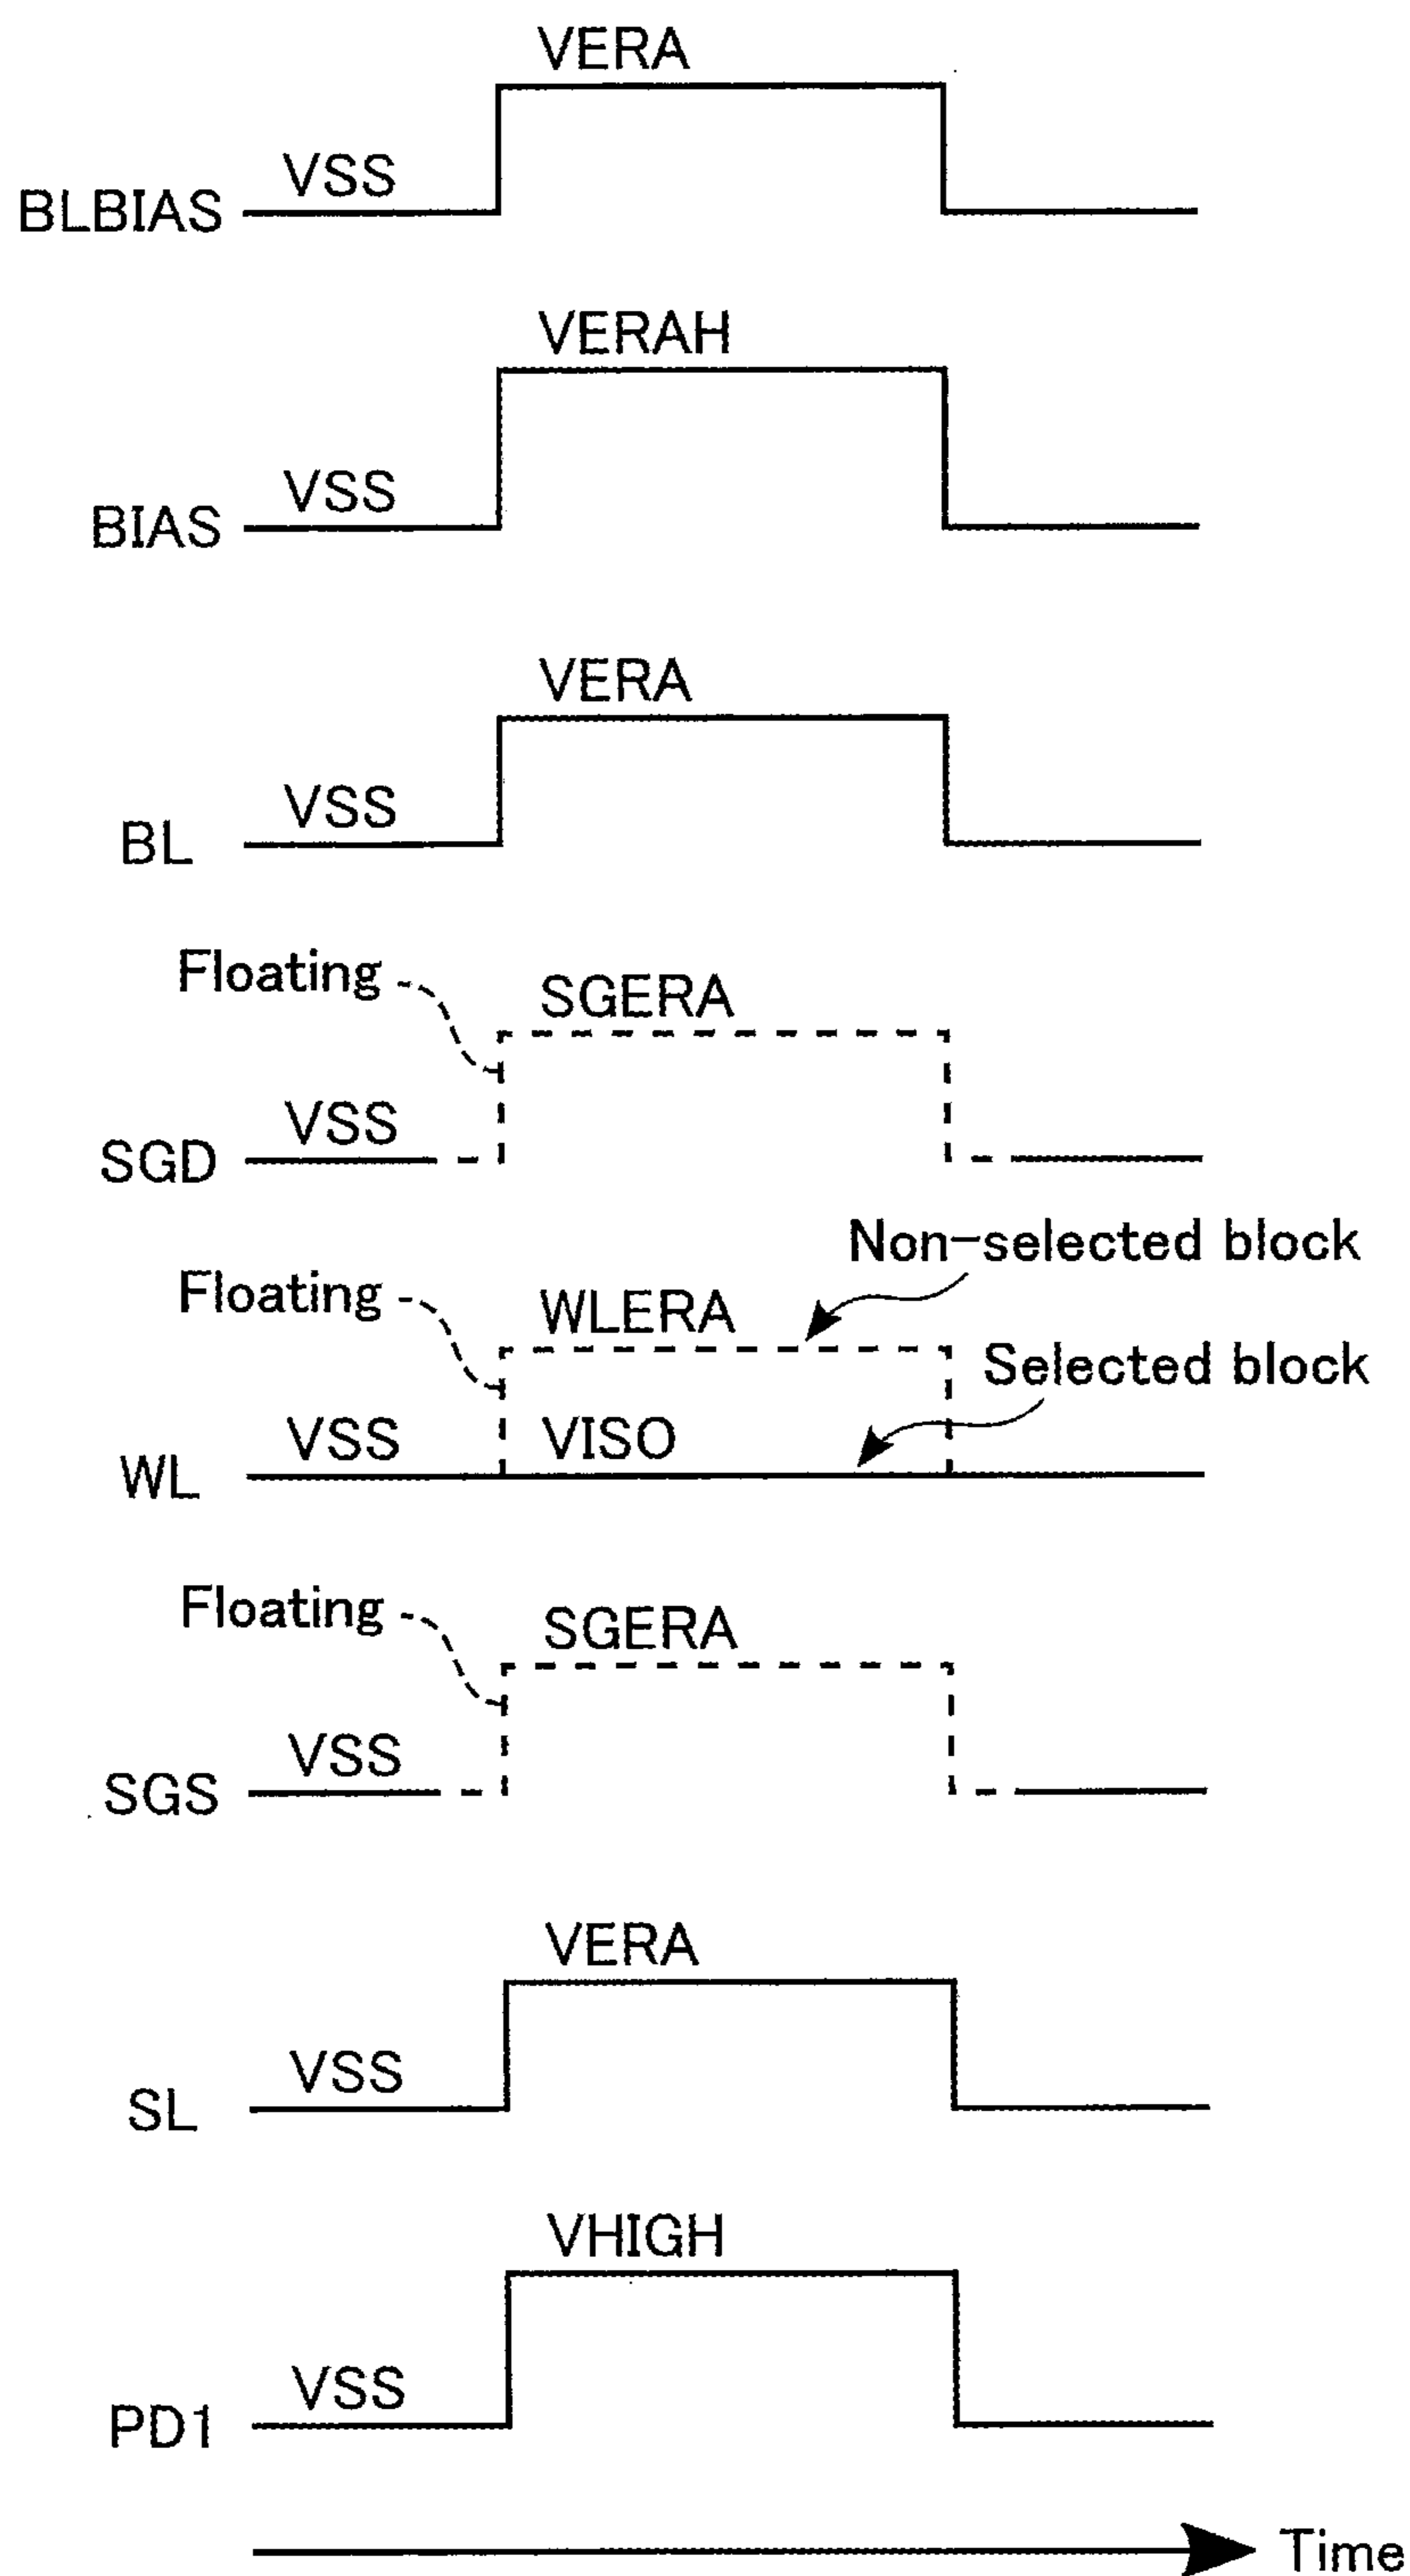 VERA
VSS
BLBIAS
VERAH
VSS
BIAS
VERA
VSS
BL
Floating
SGERA
VSS
SGD
Non-selected block
Floating
WLERA
Selected block
VSS
VISO
WL
Floating
SGERA
VSS
SGS
VERA
VSS
SL
VHIGH
VSS
PD1
Time